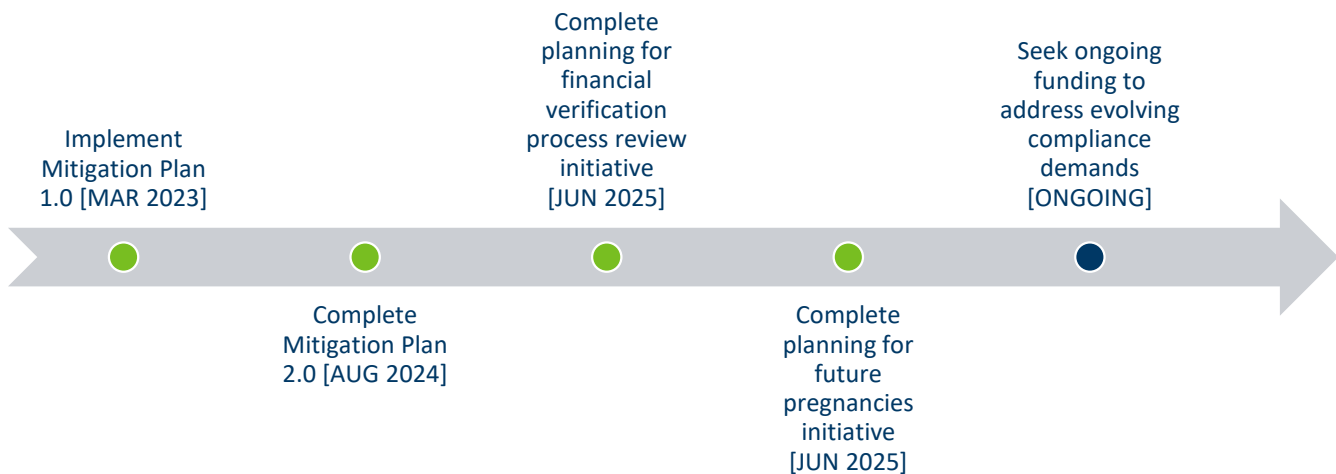 Implement
Mitigation Plan
1.0 [MAR 2023]
Complete
Mitigation Plan
2.0 [AUG 2024]
Complete
planning for
financial
verification
process review
initiative
[JUN 2025]
Complete
planning for
future
pregnancies
initiative
[JUN 2025]
Seek ongoing
funding to
address evolving
compliance
demands
[ONGOING]